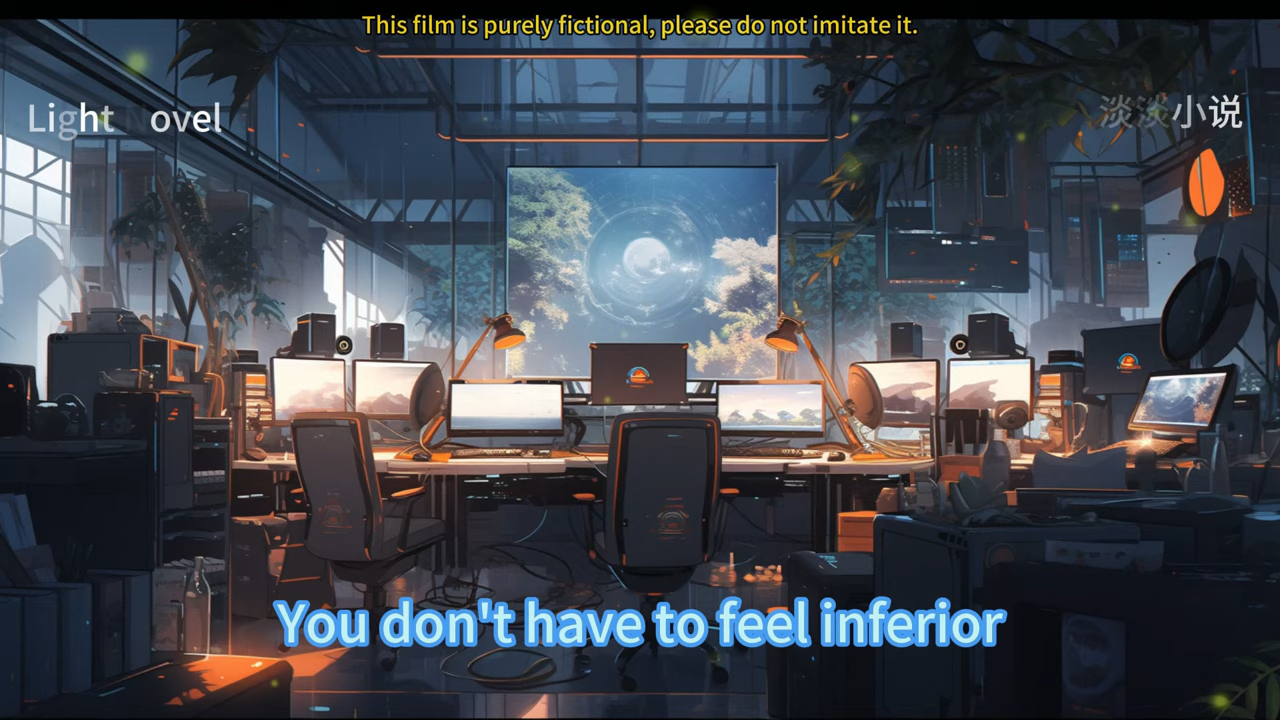 This film is purely fictional, please do not imitate it.
Light Novel
淡淡小说
You don't have to feel inferior